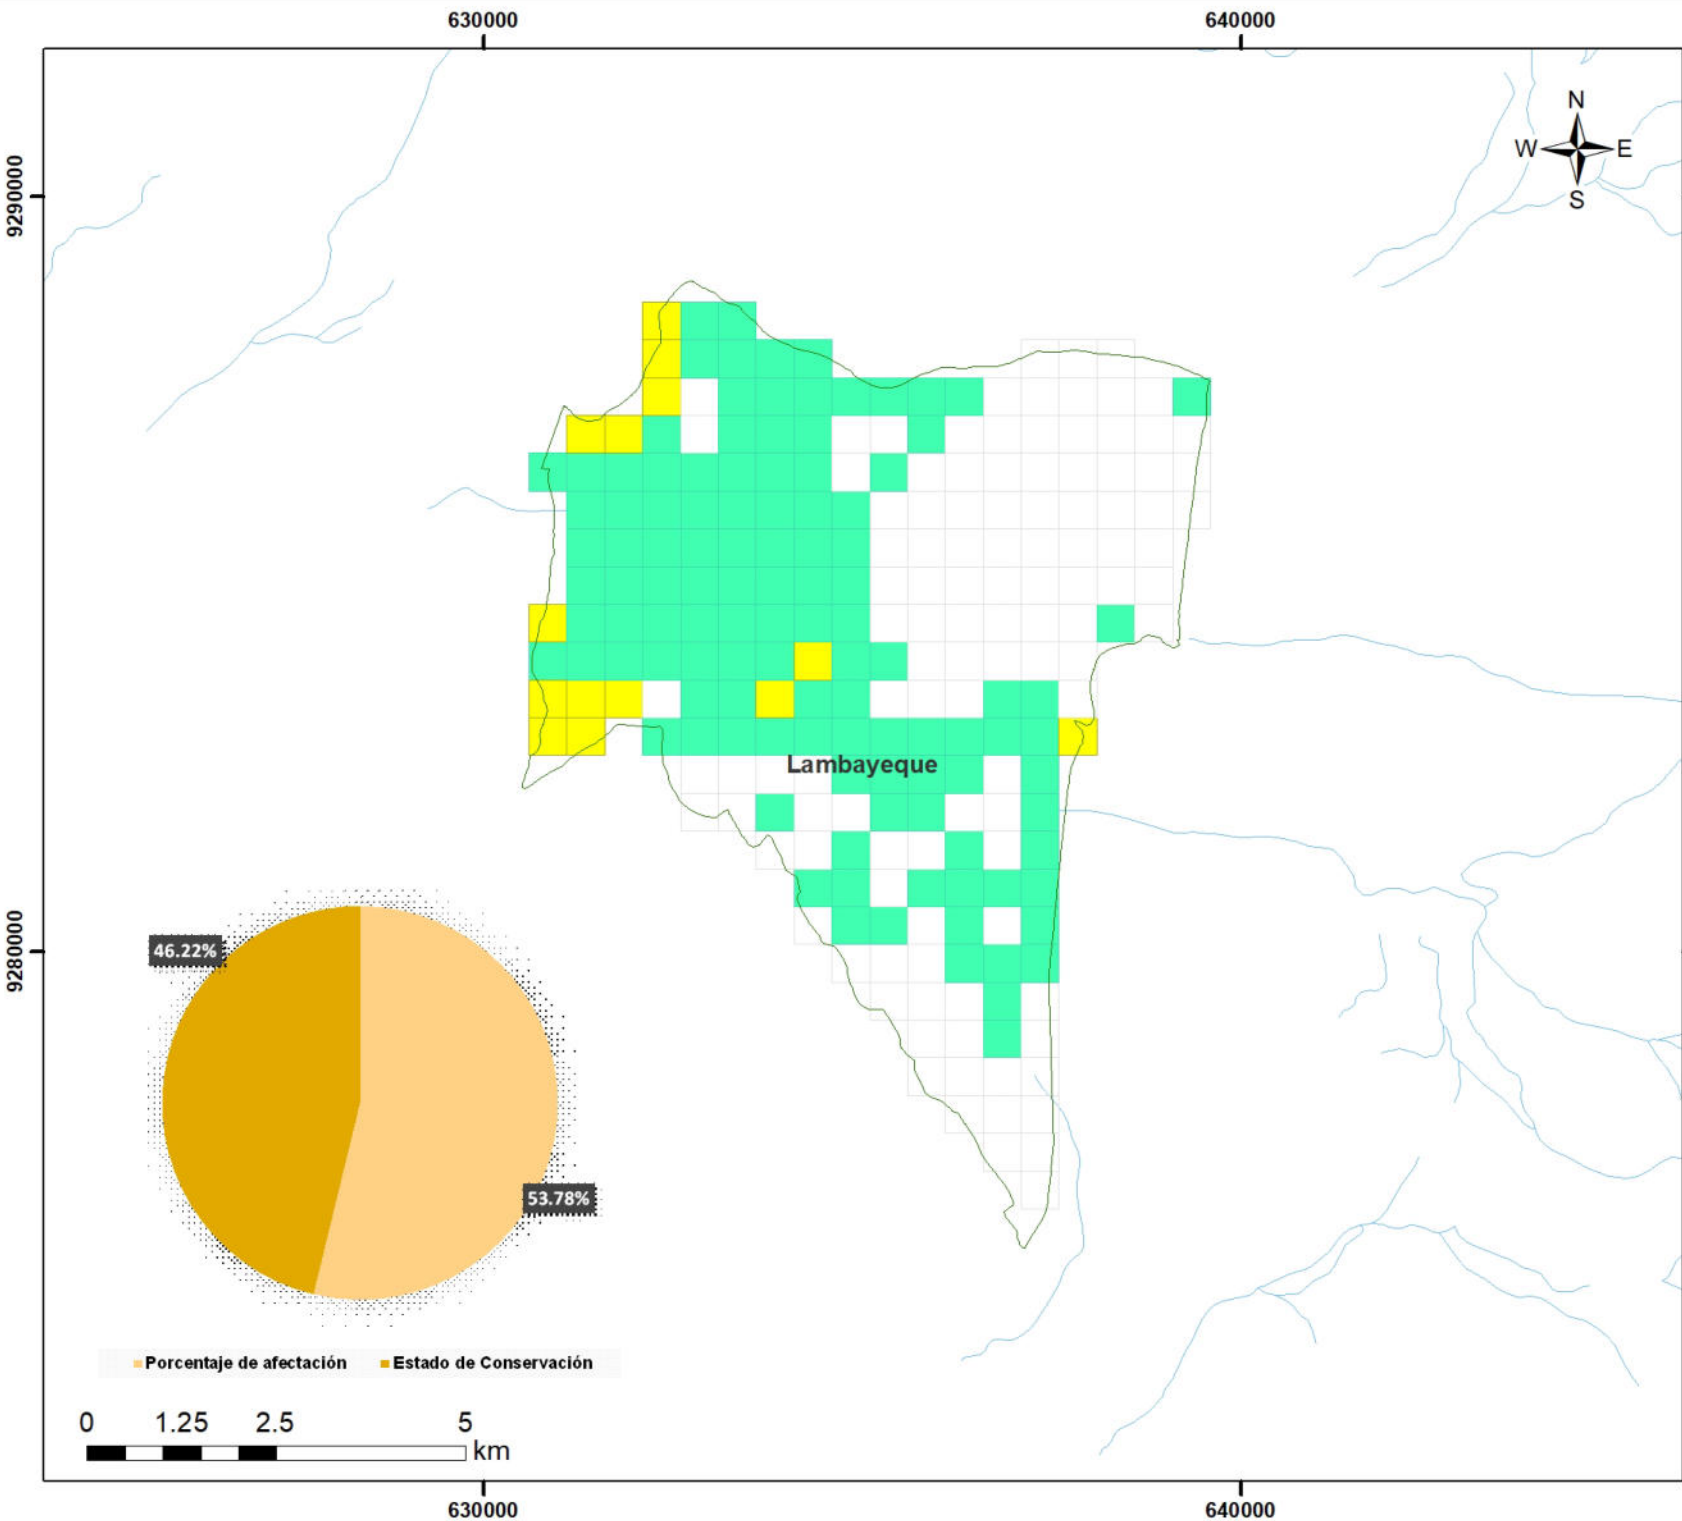 630000 640000
9290000
N
W E
S
Lambayeque
9280000
46.22%
53.78%
Porcentaje de afectación Estado de Conservación
0 1.25 2.5 5
km
630000 640000